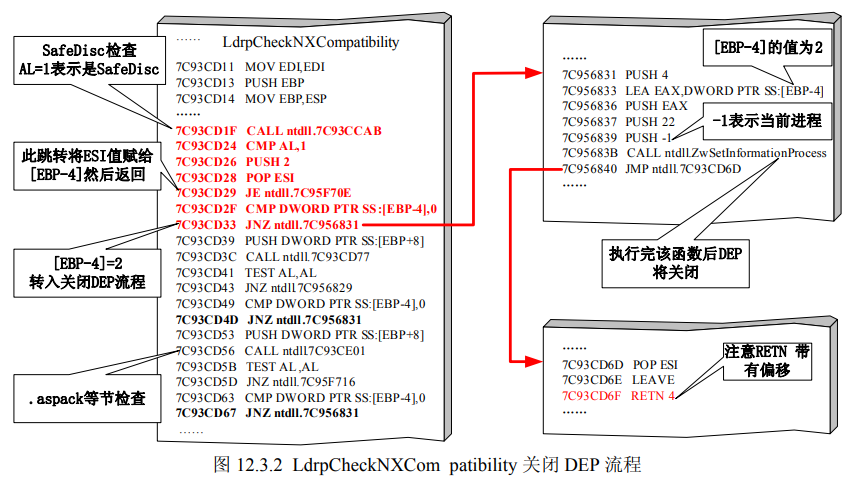 SafeDisc检查
AL=1表示是SafeDisc
此跳转将ESI值赋给
[EBP-4]然后返回
[EBP-4]=2
转入关闭DEP流程
.aspack等节检查
…… LdrpCheckNXCompatibility
7C93CD11 MOV EDI,EDI
7C93CD13 PUSH EBP
7C93CD14 MOV EBP,ESP
……
7C93CD1F CALL ntdll.7C93CCAB
7C93CD24 CMP AL,1
7C93CD26 PUSH 2
7C93CD28 POP ESI
7C93CD29 JE ntdll.7C95F70E
7C93CD2F CMP DWORD PTR SS:[EBP-4],0
7C93CD33 JNZ ntdll.7C956831
7C93CD39 PUSH DWORD PTR SS:[EBP+8]
7C93CD3C CALL ntdll.7C93CD77
7C93CD41 TEST AL,AL
7C93CD43 JNZ ntdll.7C956829
7C93CD49 CMP DWORD PTR SS:[EBP-4],0
7C93CD4D JNZ ntdll.7C956831
7C93CD53 PUSH DWORD PTR SS:[EBP+8]
7C93CD56 CALL ntdll.7C93CE01
7C93CD5B TEST AL,AL
7C93CD5D JNZ ntdll.7C95F716
7C93CD63 CMP DWORD PTR SS:[EBP-4],0
7C93CD67 JNZ ntdll.7C956831
……
[EBP-4]的值为2
……
7C956831 PUSH 4
7C956833 LEA EAX,DWORD PTR SS:[EBP-4]
7C956836 PUSH EAX
7C956837 PUSH 22
7C956839 PUSH -1
7C95683B CALL ntdll.ZwSetInformationProcess
7C956840 JMP ntdll.7C93CD6D
……
-1表示当前进程
执行完该函数后DEP
将关闭
……
7C93CD6D POP ESI
7C93CD6E LEAVE
7C93CD6F RETN 4
……
注意RETN 带
有偏移
图 12.3.2 LdrpCheckNXCom patibility 关闭 DEP 流程